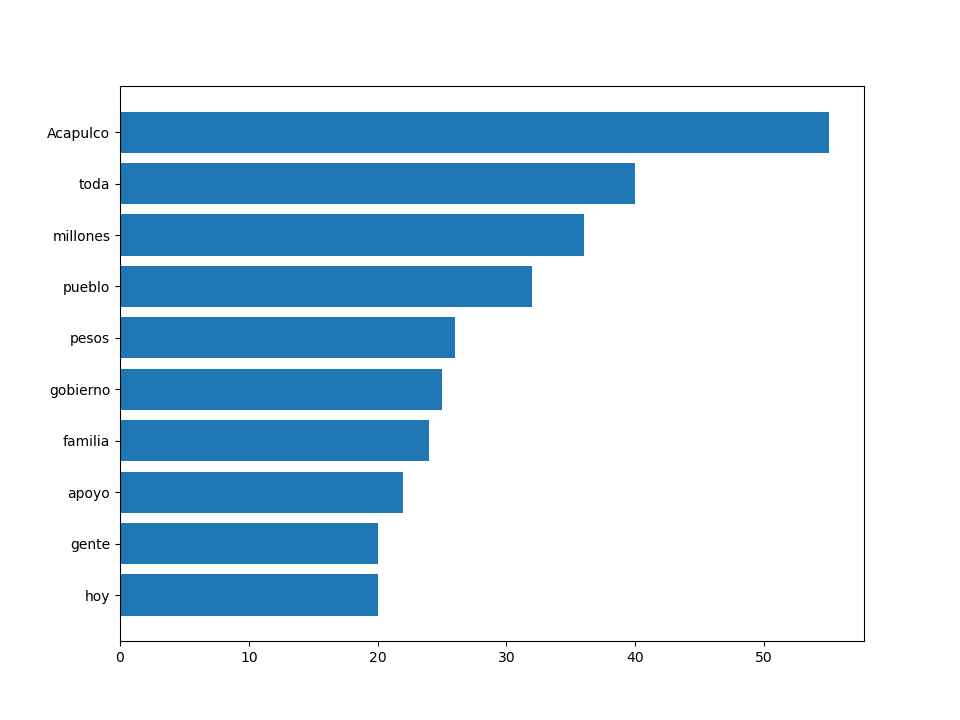 Acapulco
toda
millones
pueblo
pesos
gobierno
familia
apoyo
gente
hoy
0 10 20 30 40 50